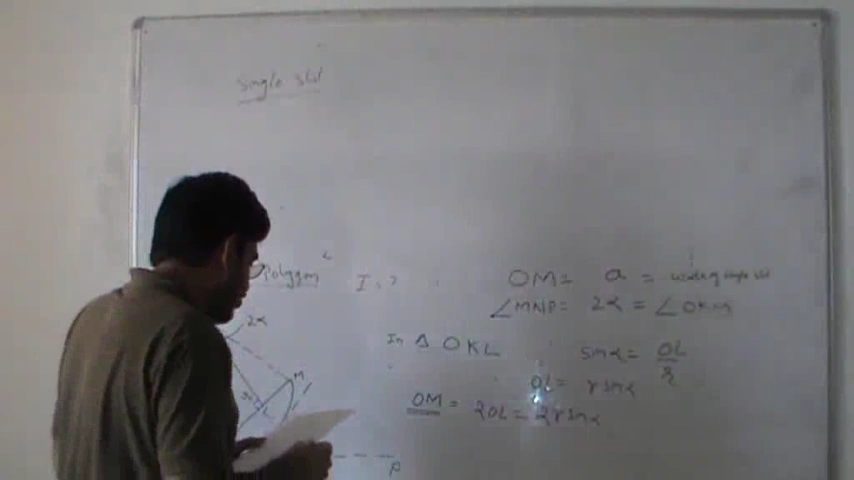 Single slit
Polygon
I = ?
OM = a = width of single slit
∠MNP = 2α = ∠OKM
2α
In Δ OKL
sinα = OL / r
M
OL = r sinα
L
OM = 2OL = 2r sinα
P